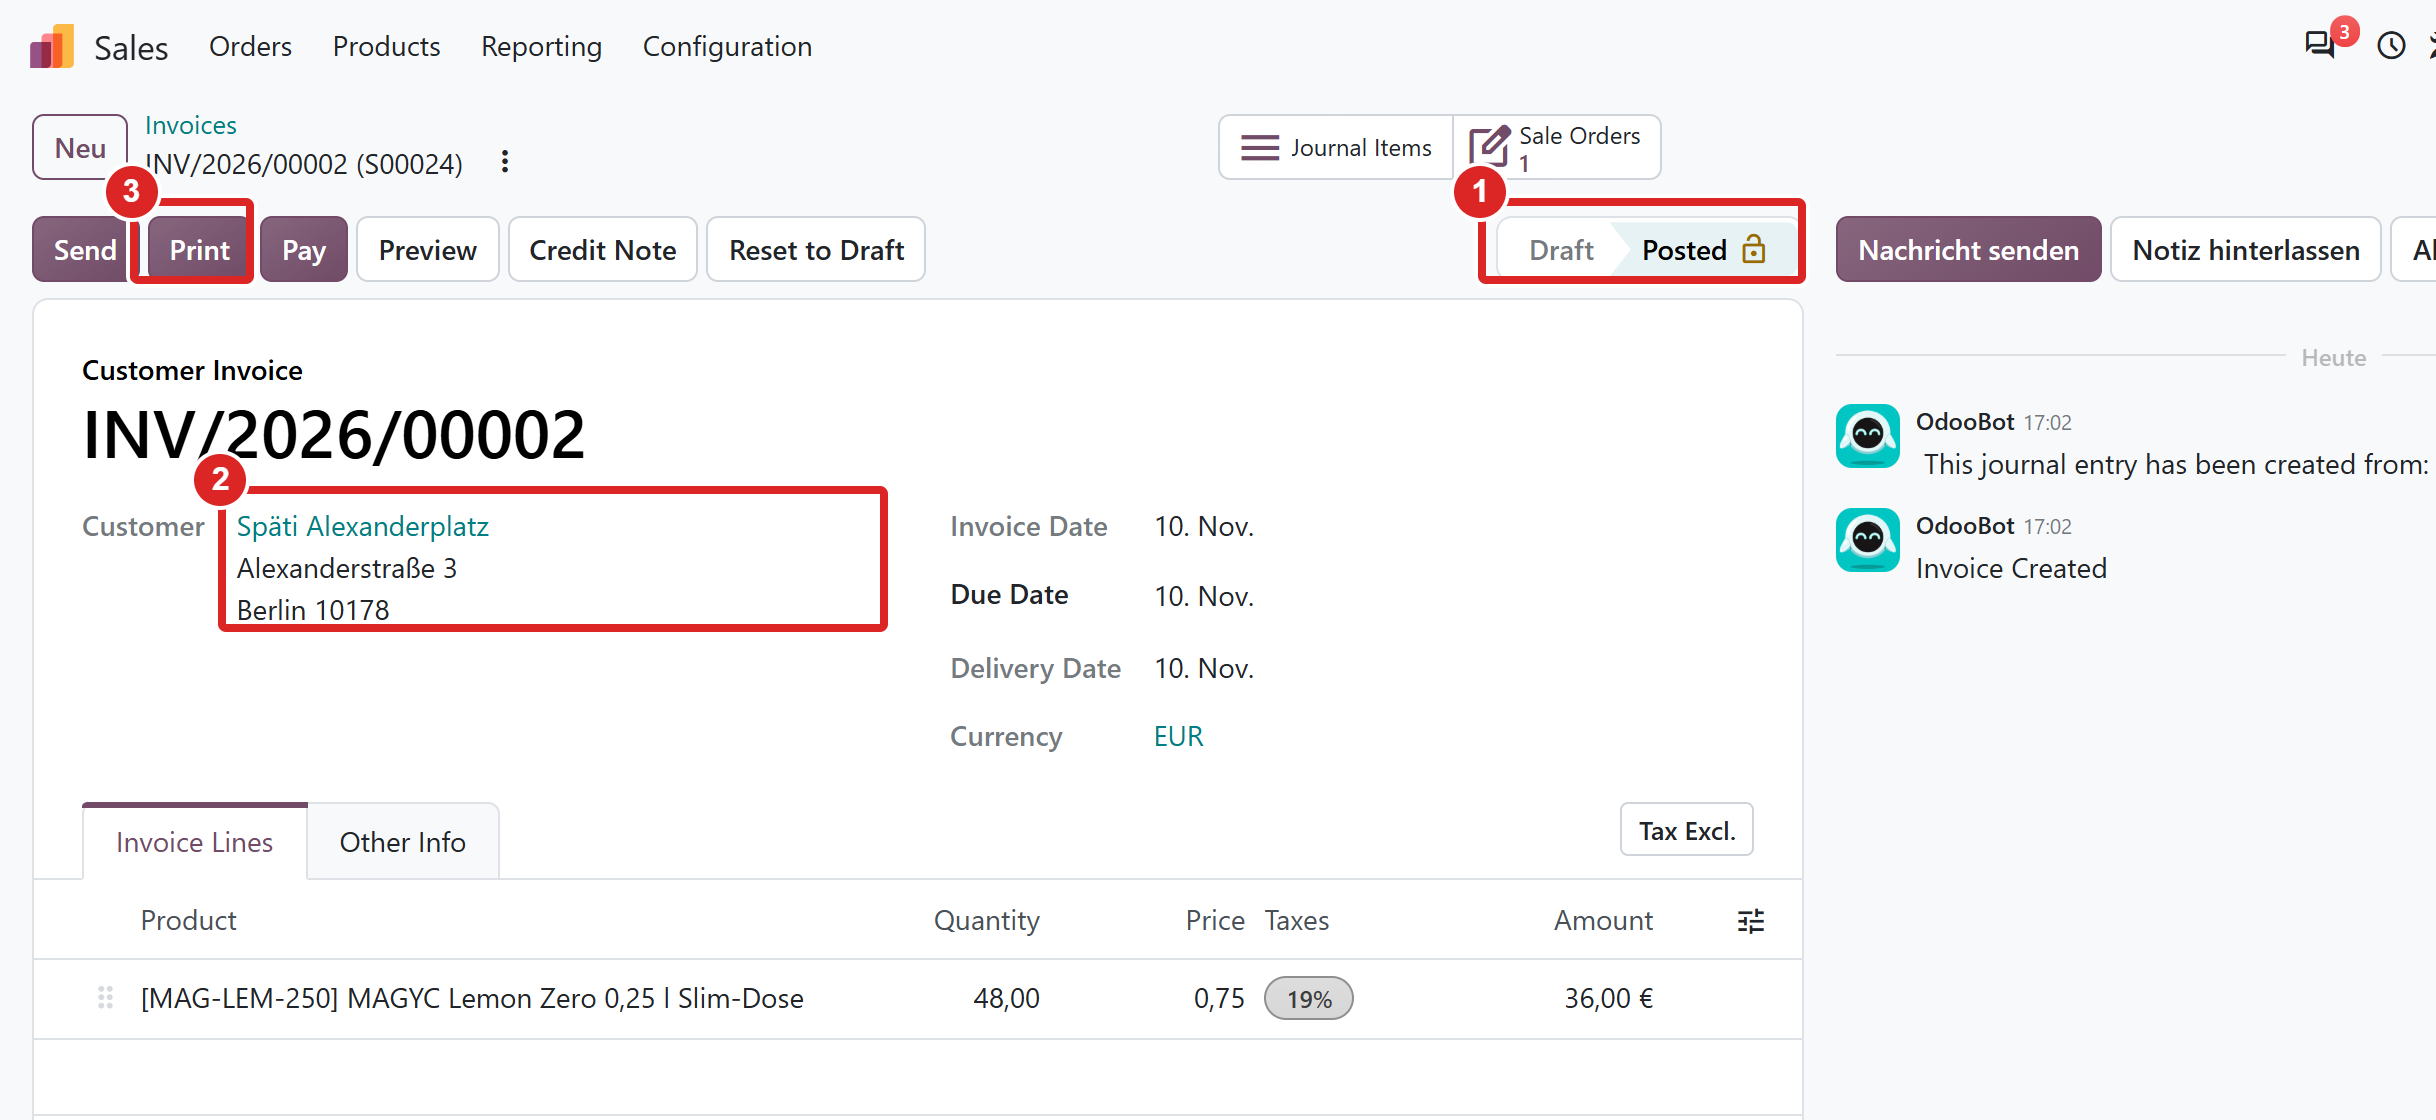 Sales Orders Products Reporting Configuration 3
Neu
Invoices
INV/2026/00002 (S00024)
Journal Items
Sale Orders
1
3
1
Send Print Pay Preview Credit Note Reset to Draft
Draft Posted
Nachricht senden Notiz hinterlassen
Customer Invoice
INV/2026/00002
2
Customer
Späti Alexanderplatz
Alexanderstraße 3
Berlin 10178
Invoice Date 10. Nov.
Due Date 10. Nov.
Delivery Date 10. Nov.
Currency EUR
Heute
OdooBot 17:02
This journal entry has been created from:
OdooBot 17:02
Invoice Created
Invoice Lines Other Info
Tax Excl.
Product Quantity Price Taxes Amount
[MAG-LEM-250] MAGYC Lemon Zero 0,25 l Slim-Dose 48,00 0,75 19% 36,00 €